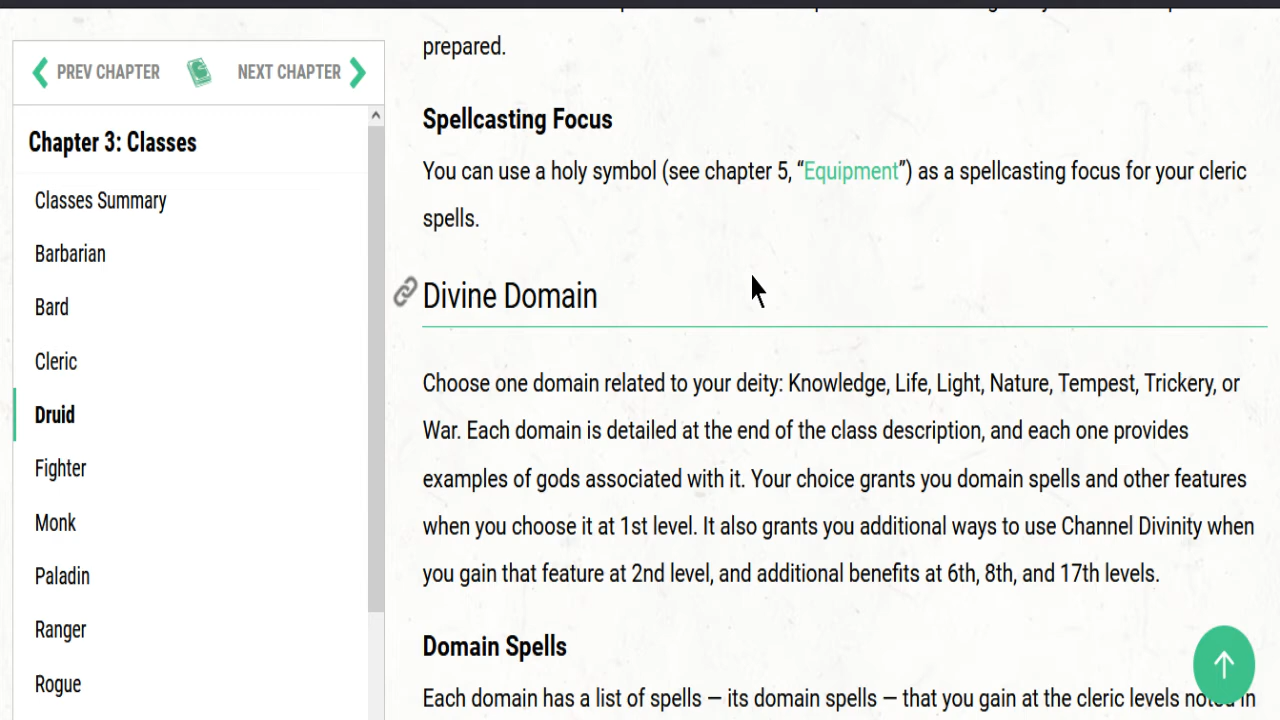 prepared.
PREV CHAPTER
NEXT CHAPTER
Chapter 3: Classes
Classes Summary
Barbarian
Bard
Cleric
Druid
Fighter
Monk
Paladin
Ranger
Rogue
Spellcasting Focus
You can use a holy symbol (see chapter 5, “Equipment”) as a spellcasting focus for your cleric
spells.
Divine Domain
Choose one domain related to your deity: Knowledge, Life, Light, Nature, Tempest, Trickery, or
War. Each domain is detailed at the end of the class description, and each one provides
examples of gods associated with it. Your choice grants you domain spells and other features
when you choose it at 1st level. It also grants you additional ways to use Channel Divinity when
you gain that feature at 2nd level, and additional benefits at 6th, 8th, and 17th levels.
Domain Spells
Each domain has a list of spells — its domain spells — that you gain at the cleric levels noted in